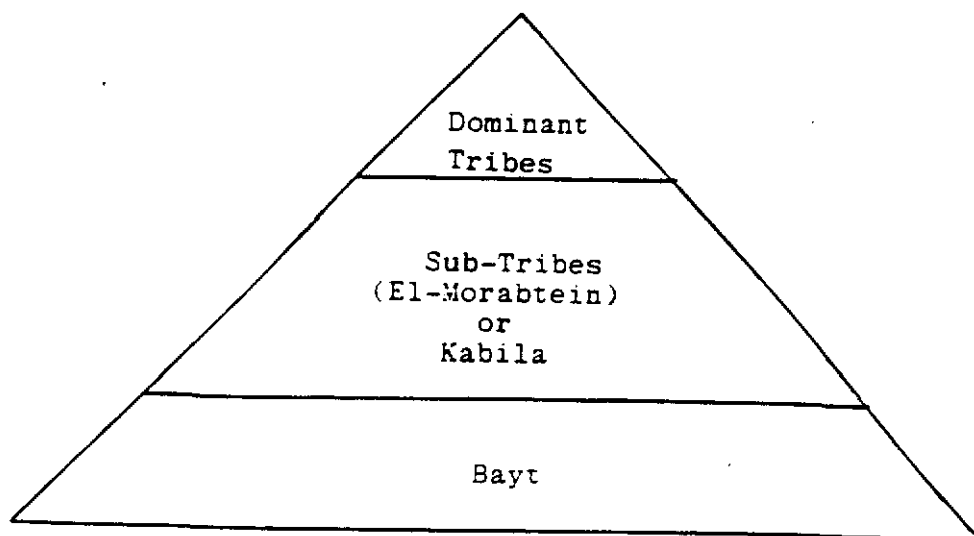 Dominant
Tribes
Sub-Tribes
(El-Morabtein)
or
Kabila
Bayt